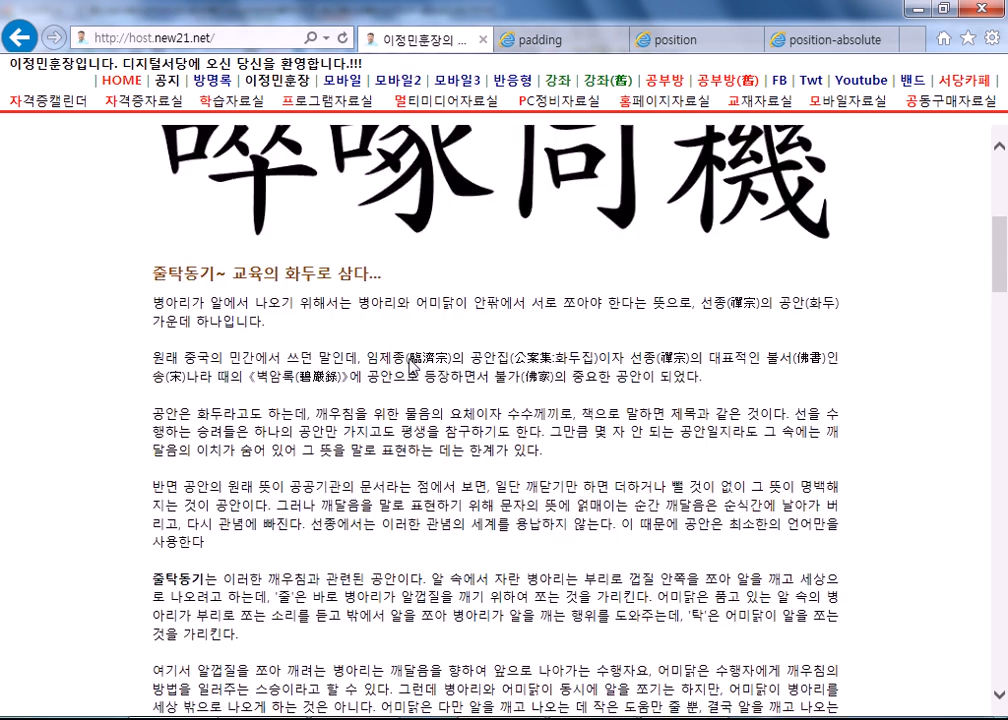 http://host.new21.net/
이정민훈장의 ...
padding
position
position-absolute
이정민훈장입니다. 디지털서당에 오신 당신을 환영합니다.!!!
| HOME | 공지 | 방명록 | 이정민훈장 | 모바일 | 모바일2 | 모바일3 | 반응형 | 강좌 | 강좌(舊) | 공부방 | 공부방(舊) | FB | Twt | Youtube | 밴드 | 서당카페 |
자격증캘린더 자격증자료실 학습자료실 프로그램자료실 멀티미디어자료실 PC정비자료실 홈페이지자료실 교재자료실 모바일자료실 공동구매자료실
啐啄同機
줄탁동기~ 교육의 화두로 삼다...
병아리가 알에서 나오기 위해서는 병아리와 어미닭이 안팎에서 서로 쪼아야 한다는 뜻으로, 선종(禪宗)의 공안(화두)
가운데 하나입니다.
원래 중국의 민간에서 쓰던 말인데, 임제종(臨濟宗)의 공안집(公案集:화두집)이자 선종(禪宗)의 대표적인 불서(佛書)인
송(宋)나라 때의 《벽암록(碧巖錄)》에 공안으로 등장하면서 불가(佛家)의 중요한 공안이 되었다.
공안은 화두라고도 하는데, 깨우침을 위한 물음의 요체이자 수수께끼로, 책으로 말하면 제목과 같은 것이다. 선을 수
행하는 승려들은 하나의 공안만 가지고도 평생을 참구하기도 한다. 그만큼 몇 자 안 되는 공안일지라도 그 속에는 깨
달음의 이치가 숨어 있어 그 뜻을 말로 표현하는 데는 한계가 있다.
반면 공안의 원래 뜻이 공공기관의 문서라는 점에서 보면, 일단 깨닫기만 하면 더하거나 뺄 것이 없이 그 뜻이 명백해
지는 것이 공안이다. 그러나 깨달음을 말로 표현하기 위해 문자의 뜻에 얽매이는 순간 깨달음은 순식간에 날아가 버
리고, 다시 관념에 빠진다. 선종에서는 이러한 관념의 세계를 용납하지 않는다. 이 때문에 공안은 최소한의 언어만을
사용한다
줄탁동기는 이러한 깨우침과 관련된 공안이다. 알 속에서 자란 병아리는 부리로 껍질 안쪽을 쪼아 알을 깨고 세상으
로 나오려고 하는데, '줄'은 바로 병아리가 알껍질을 깨기 위하여 쪼는 것을 가리킨다. 어미닭은 품고 있는 알 속의 병
아리가 부리로 쪼는 소리를 듣고 밖에서 알을 쪼아 병아리가 알을 깨는 행위를 도와주는데, '탁'은 어미닭이 알을 쪼는
것을 가리킨다.
여기서 알껍질을 쪼아 깨려는 병아리는 깨달음을 향하여 앞으로 나아가는 수행자요, 어미닭은 수행자에게 깨우침의
방법을 일러주는 스승이라고 할 수 있다. 그런데 병아리와 어미닭이 동시에 알을 쪼기는 하지만, 어미닭이 병아리를
세상 밖으로 나오게 하는 것은 아니다. 어미닭은 다만 알을 깨고 나오는 데 작은 도움만 줄 뿐, 결국 알을 깨고 나오는